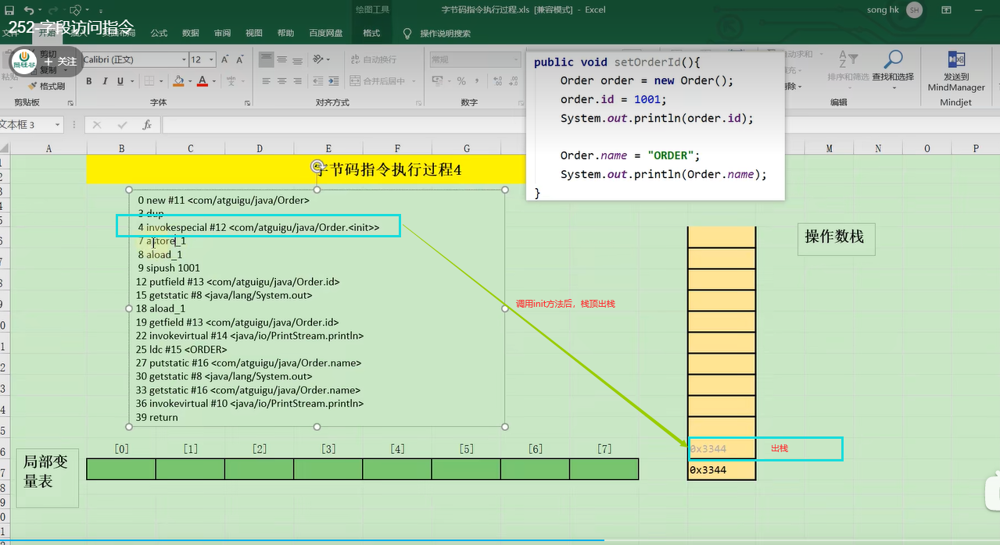 字节码指令执行过程.xls [兼容模式] - Excel
绘图工具
song hk
SH
252-字段访问指令
文件 开始 公式 数据 审阅 视图 帮助 百度网盘 格式 操作说明搜索
尚硅谷
+ 关注
剪切
复制
粘贴
格式刷
Calibri (正文) 12
B I U
自动换行
合并后居中
常规
自动求和
排序和筛选 查找和选择
发送到
MindManager
剪贴板 字体 对齐方式 数字 编辑 Mindjet
文本框 3
fx
A B C D E F G M N O P
public void setOrderId(){
Order order = new Order();
order.id = 1001;
System.out.println(order.id);
Order.name = "ORDER";
System.out.println(Order.name);
}
字节码指令执行过程4
0 new #11 <com/atguigu/java/Order>
3 dup
4 invokespecial #12 <com/atguigu/java/Order.<init>>
7 astore_1
8 aload_1
9 sipush 1001
12 putfield #13 <com/atguigu/java/Order.id>
15 getstatic #8 <java/lang/System.out>
18 aload_1
19 getfield #13 <com/atguigu/java/Order.id>
22 invokevirtual #14 <java/io/PrintStream.println>
25 ldc #15 <ORDER>
27 putstatic #16 <com/atguigu/java/Order.name>
30 getstatic #8 <java/lang/System.out>
33 getstatic #16 <com/atguigu/java/Order.name>
36 invokevirtual #10 <java/io/PrintStream.println>
39 return
操作数栈
调用init方法后，栈顶出栈
0x3344 出栈
0x3344
[0] [1] [2] [3] [4] [5] [6] [7]
局部变
量表